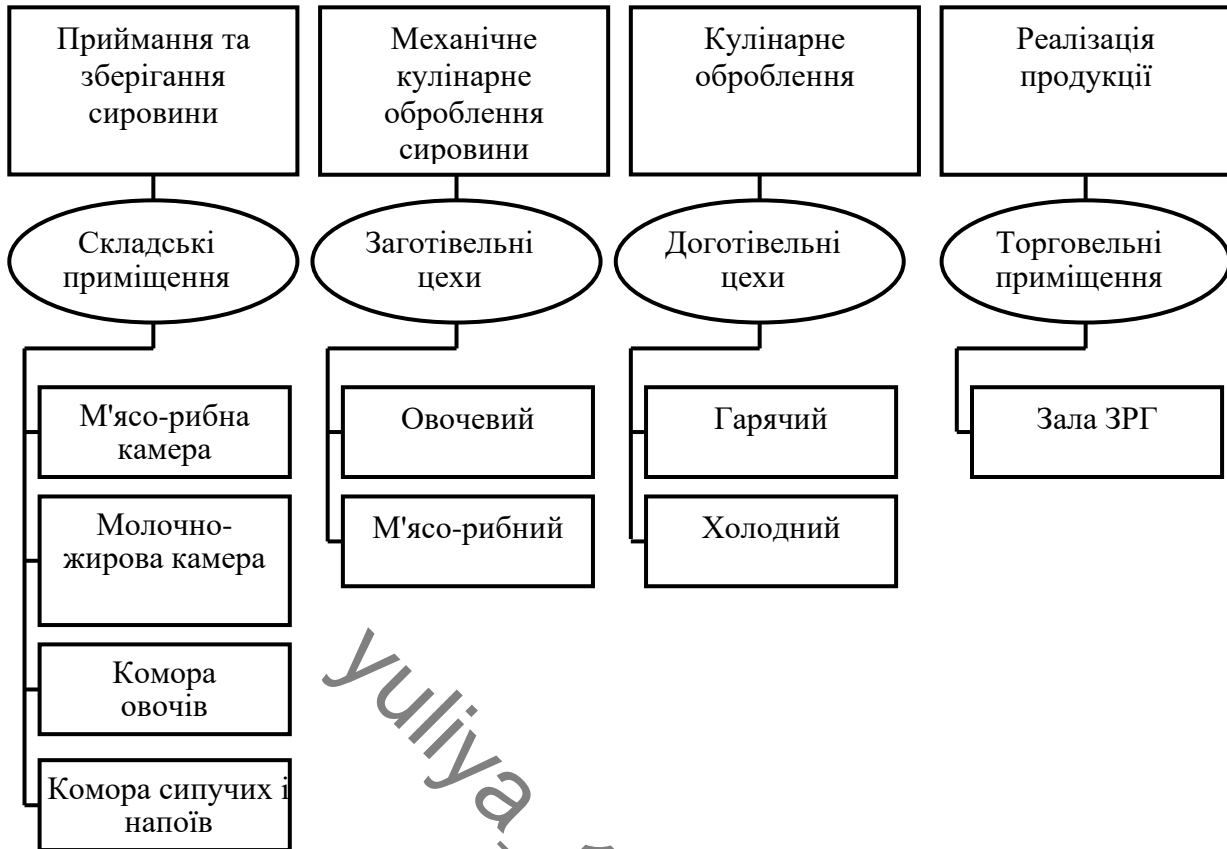 Приймання та
зберігання
сировини
Механічне
кулінарне
оброблення
сировини
Кулінарне
оброблення
Реалізація
продукції
Складські
приміщення
Заготівельні
цехи
Доготівельні
цехи
Торговельні
приміщення
М'ясо-рибна
камера
Молочно-
жирова камера
Комора
овочів
Комора сипучих і
напоїв
Овочевий
М'ясо-рибний
Гарячий
Холодний
Зала ЗРГ
yuliya_